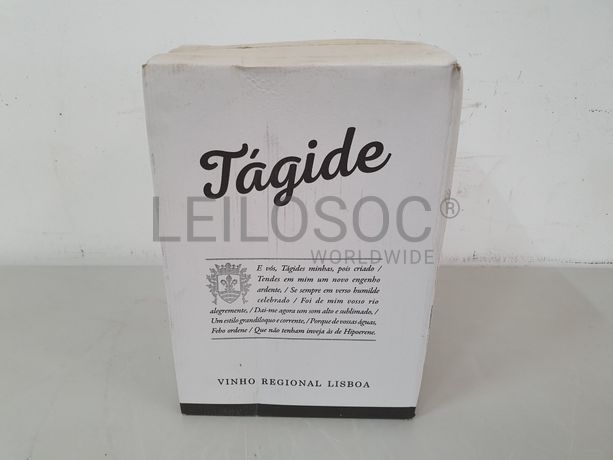 Tágide
LEILOSOC®
WORLDWIDE
E vós, Tágides minhas, pois criado /
Tendes em mim um novo engenho
ardente, / Se sempre em verso humilde
celebrado / Foi de mim vosso rio
alegremente, / Dai-me agora um som alto e sublimado, /
Um estilo grandíloquo e corrente, / Porque de vossas águas,
Febo ordene / Que não tenham inveja às de Hipocrene.
VINHO REGIONAL LISBOA